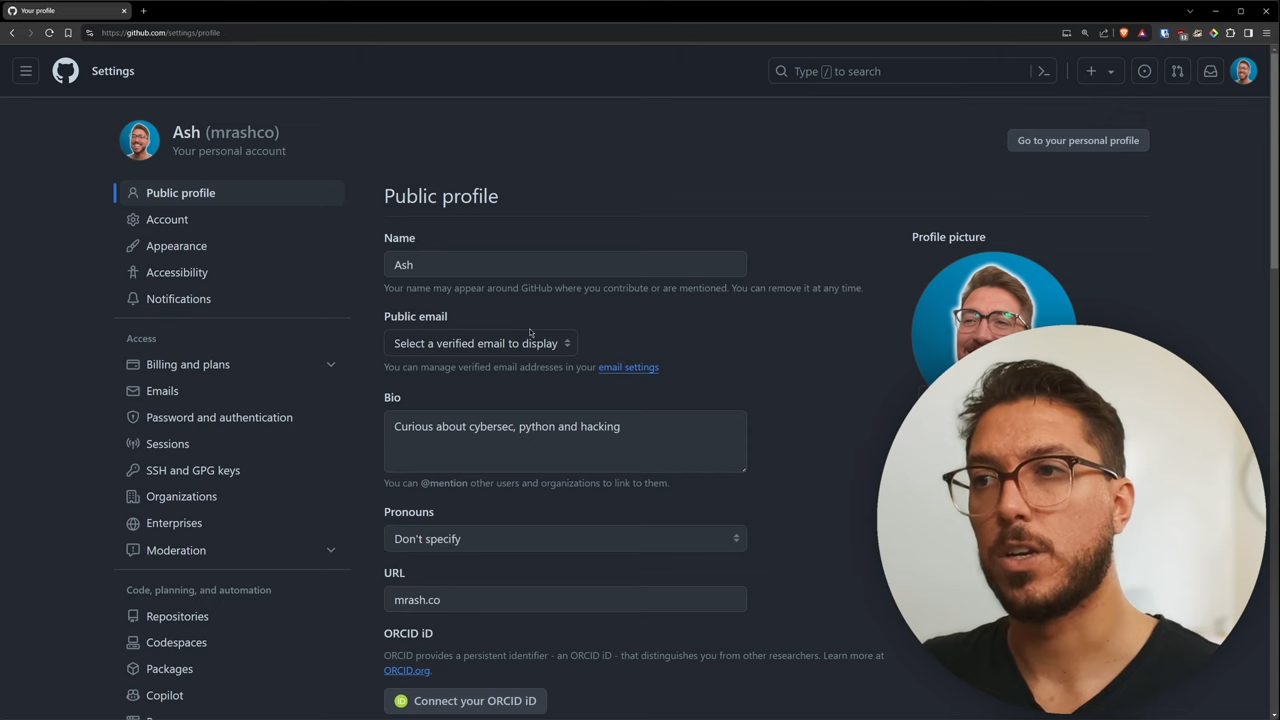 Your profile
https://github.com/settings/profile
13
Settings
Type / to search
Ash (mrashco)
Your personal account
Go to your personal profile
Public profile
Account
Appearance
Accessibility
Notifications
Access
Billing and plans
Emails
Password and authentication
Sessions
SSH and GPG keys
Organizations
Enterprises
Moderation
Code, planning, and automation
Repositories
Codespaces
Packages
Copilot
Public profile
Name
Ash
Your name may appear around GitHub where you contribute or are mentioned. You can remove it at any time.
Public email
Select a verified email to display
You can manage verified email addresses in your email settings
Bio
Curious about cybersec, python and hacking
You can @mention other users and organizations to link to them.
Pronouns
Don't specify
URL
mrash.co
ORCID iD
ORCID provides a persistent identifier - an ORCID iD - that distinguishes you from other researchers. Learn more at
ORCID.org.
iD Connect your ORCID iD
Profile picture